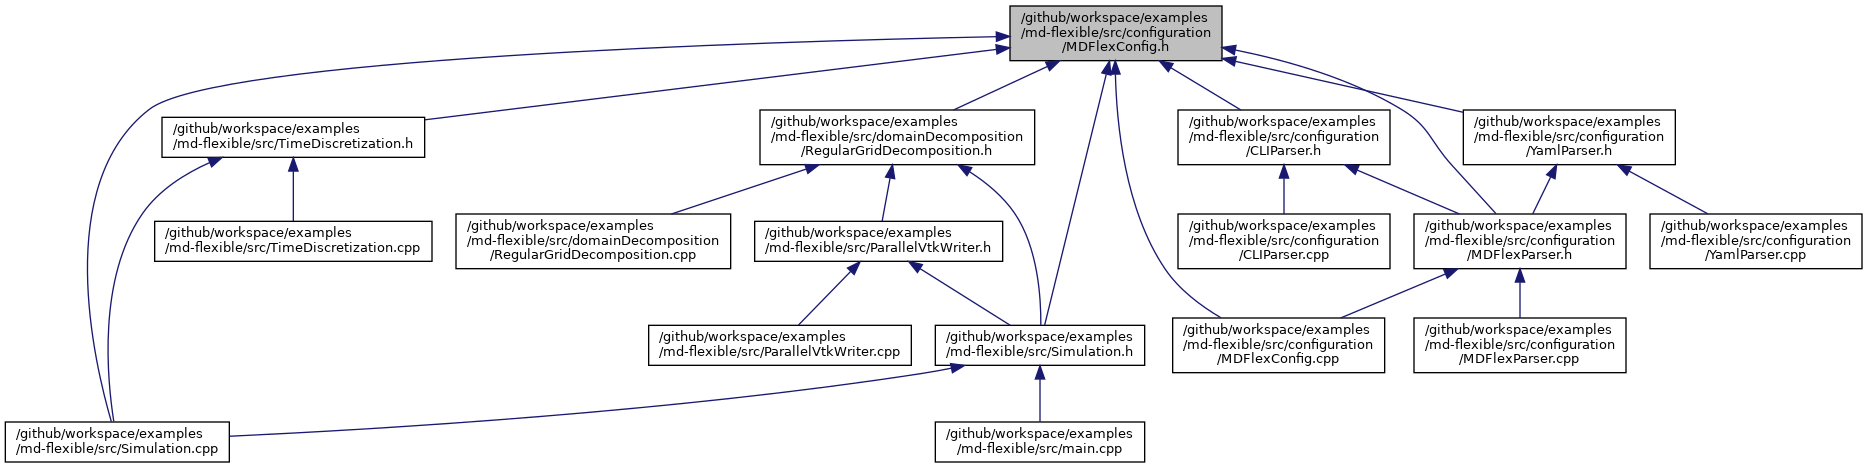 /github/workspace/examples
/md-flexible/src/configuration
/MDFlexConfig.h
/github/workspace/examples
/md-flexible/src/TimeDiscretization.h
/github/workspace/examples
/md-flexible/src/domainDecomposition
/RegularGridDecomposition.h
/github/workspace/examples
/md-flexible/src/configuration
/CLIParser.h
/github/workspace/examples
/md-flexible/src/configuration
/YamlParser.h
/github/workspace/examples
/md-flexible/src/TimeDiscretization.cpp
/github/workspace/examples
/md-flexible/src/domainDecomposition
/RegularGridDecomposition.cpp
/github/workspace/examples
/md-flexible/src/ParallelVtkWriter.h
/github/workspace/examples
/md-flexible/src/configuration
/CLIParser.cpp
/github/workspace/examples
/md-flexible/src/configuration
/MDFlexParser.h
/github/workspace/examples
/md-flexible/src/configuration
/YamlParser.cpp
/github/workspace/examples
/md-flexible/src/ParallelVtkWriter.cpp
/github/workspace/examples
/md-flexible/src/Simulation.h
/github/workspace/examples
/md-flexible/src/configuration
/MDFlexConfig.cpp
/github/workspace/examples
/md-flexible/src/configuration
/MDFlexParser.cpp
/github/workspace/examples
/md-flexible/src/Simulation.cpp
/github/workspace/examples
/md-flexible/src/main.cpp